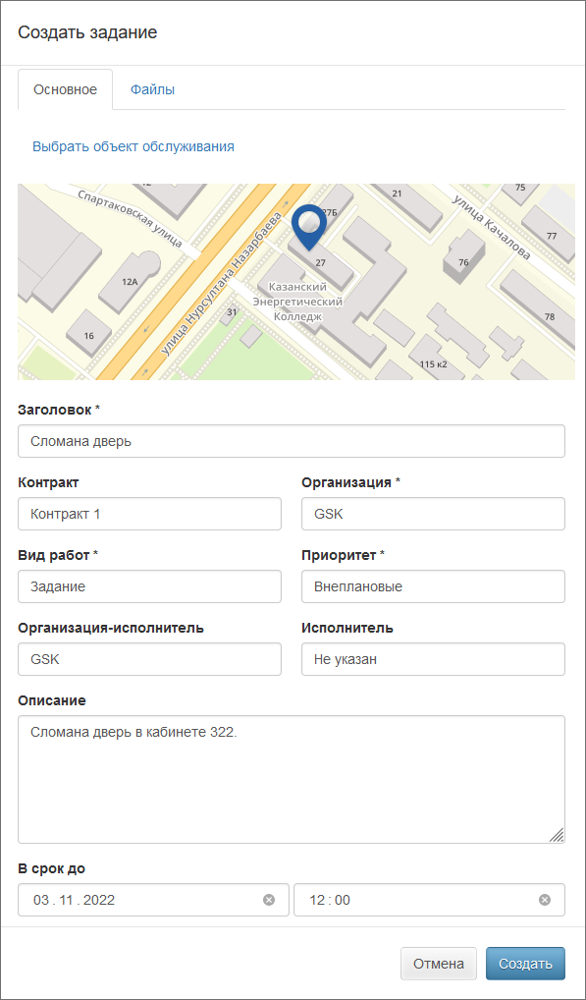 Создать задание
Основное
Файлы
Выбрать объект обслуживания
Спартаковская улица
12А
16
31
улица Нурсултана Назарбаева
27Б
27
Казанский
Энергетический
Колледж
21
улица Качалова
75
77
76
78
115 к2
Заголовок *
Сломана дверь
Контракт
Организация *
Контракт 1
GSK
Вид работ *
Приоритет *
Задание
Внеплановые
Организация-исполнитель
Исполнитель
GSK
Не указан
Описание
Сломана дверь в кабинете 322.
В срок до
03 . 11 . 2022
12 : 00
Отмена
Создать